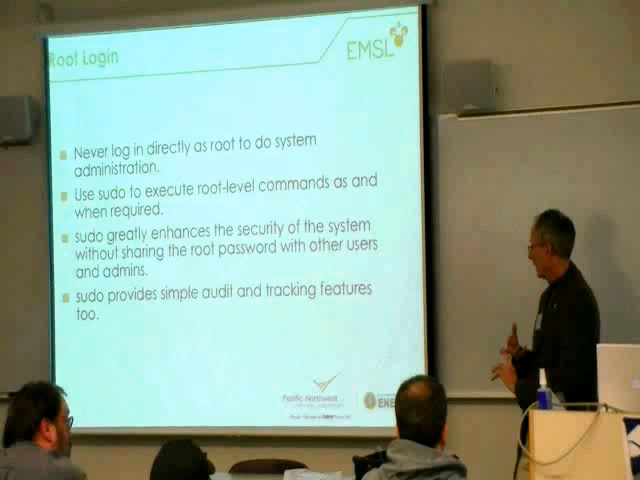 Root Login
EMSL
Never log in directly as root to do system
administration.
Use sudo to execute root-level commands as and
when required.
sudo greatly enhances the security of the system
without sharing the root password with other users
and admins.
sudo provides simple audit and tracking features
too.
Pacific Northwest
ENE